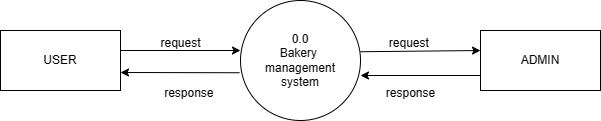 0.0
Bakery
management
system
USER
request
response
request
response
ADMIN